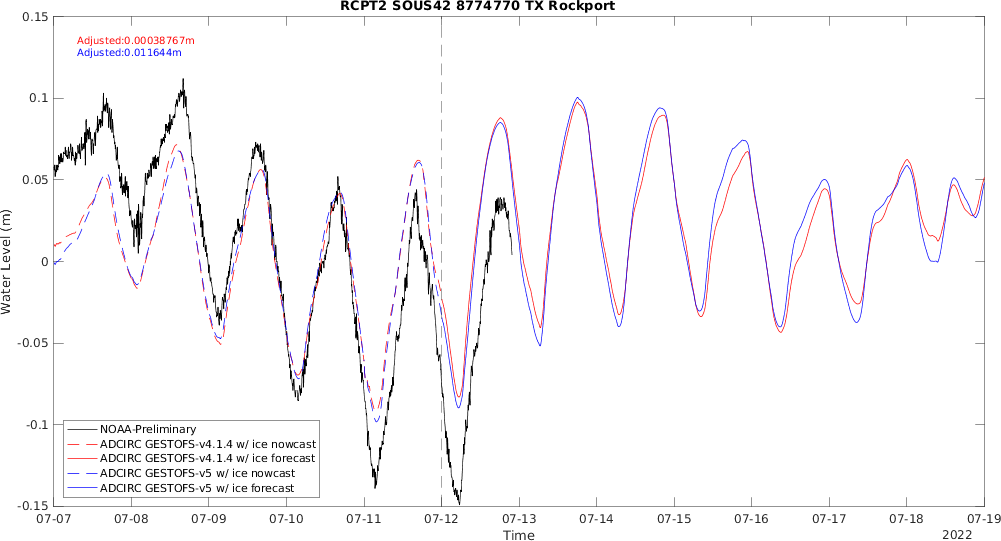 RCPT2 SOUS42 8774770 TX Rockport
Adjusted:0.00038767m
Adjusted:0.011644m
0.15
0.1
0.05
0
-0.05
-0.1
-0.15
Water Level (m)
NOAA-Preliminary
ADCIRC GESTOFS-v4.1.4 w/ ice nowcast
ADCIRC GESTOFS-v4.1.4 w/ ice forecast
ADCIRC GESTOFS-v5 w/ ice nowcast
ADCIRC GESTOFS-v5 w/ ice forecast
07-07 07-08 07-09 07-10 07-11 07-12 07-13 07-14 07-15 07-16 07-17 07-18 07-19
Time
2022